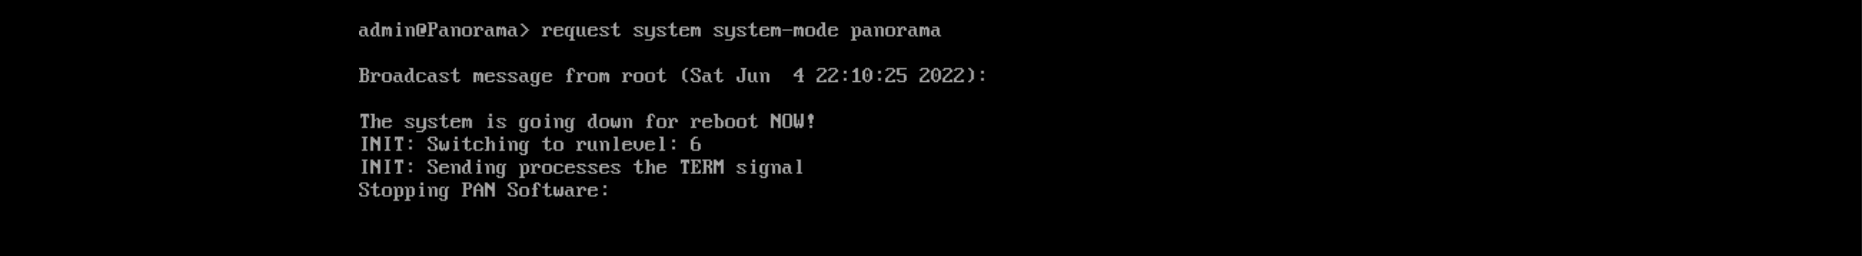 admin@Panorama> request system system-mode panorama
Broadcast message from root (Sat Jun  4 22:10:25 2022):
The system is going down for reboot NOW!
INIT: Switching to runlevel: 6
INIT: Sending processes the TERM signal
Stopping PAN Software: